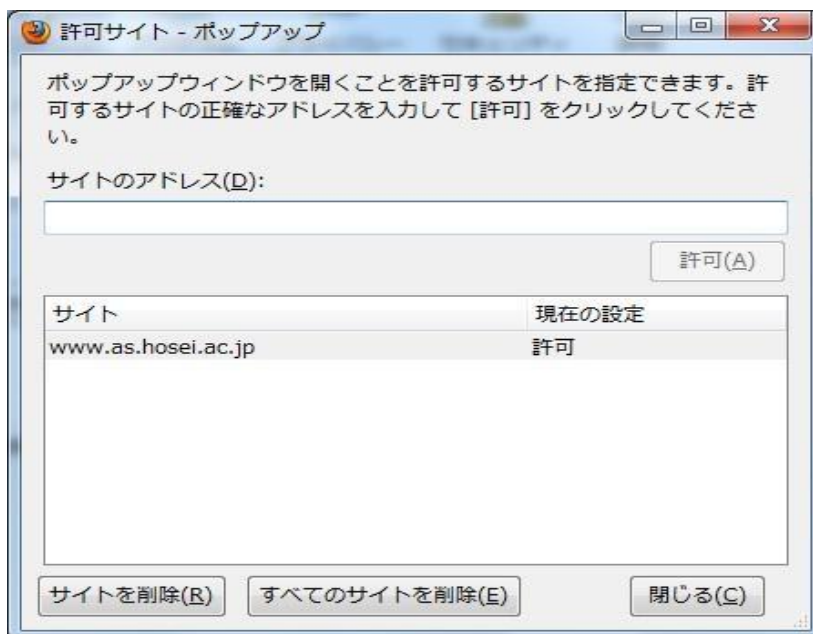 許可サイト - ポップアップ
ポップアップウィンドウを開くことを許可するサイトを指定できます。許
可するサイトの正確なアドレスを入力して [許可] をクリックしてくださ
い。
サイトのアドレス(D):
許可(A)
サイト 現在の設定
www.as.hosei.ac.jp 許可
サイトを削除(R) すべてのサイトを削除(E) 閉じる(C)